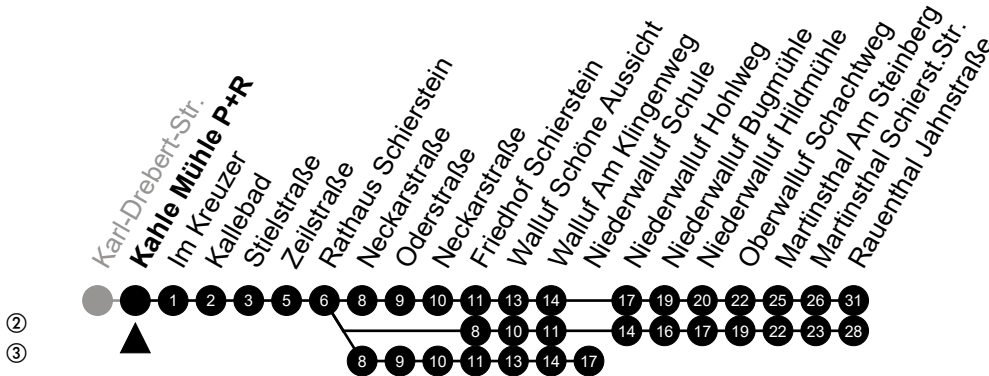 Karl-Drebert-Str.
Kahle Mühle P+R
Im Kreuzer
Kallebad
Stielstraße
Zeilstraße
Rathaus Schierstein
Neckarstraße
Oderstraße
Neckarstraße
Friedhof Schierstein
Walluf Schöne Aussicht
Walluf Am Klingenweg
Niederwalluf Schule
Niederwalluf Hohlweg
Niederwalluf Bugmühle
Niederwalluf Hildmühle
Oberwalluf Schachtweg
Martinsthal Am Steinberg
Martinsthal Schierst.Str.
Rauenthal Jahnstraße
1 2 3 5 6 8 9 10 11 13 14 17 19 20 22 25 26 31
② 8 10 11 14 16 17 19 22 23 28
③ 8 9 10 11 13 14 17